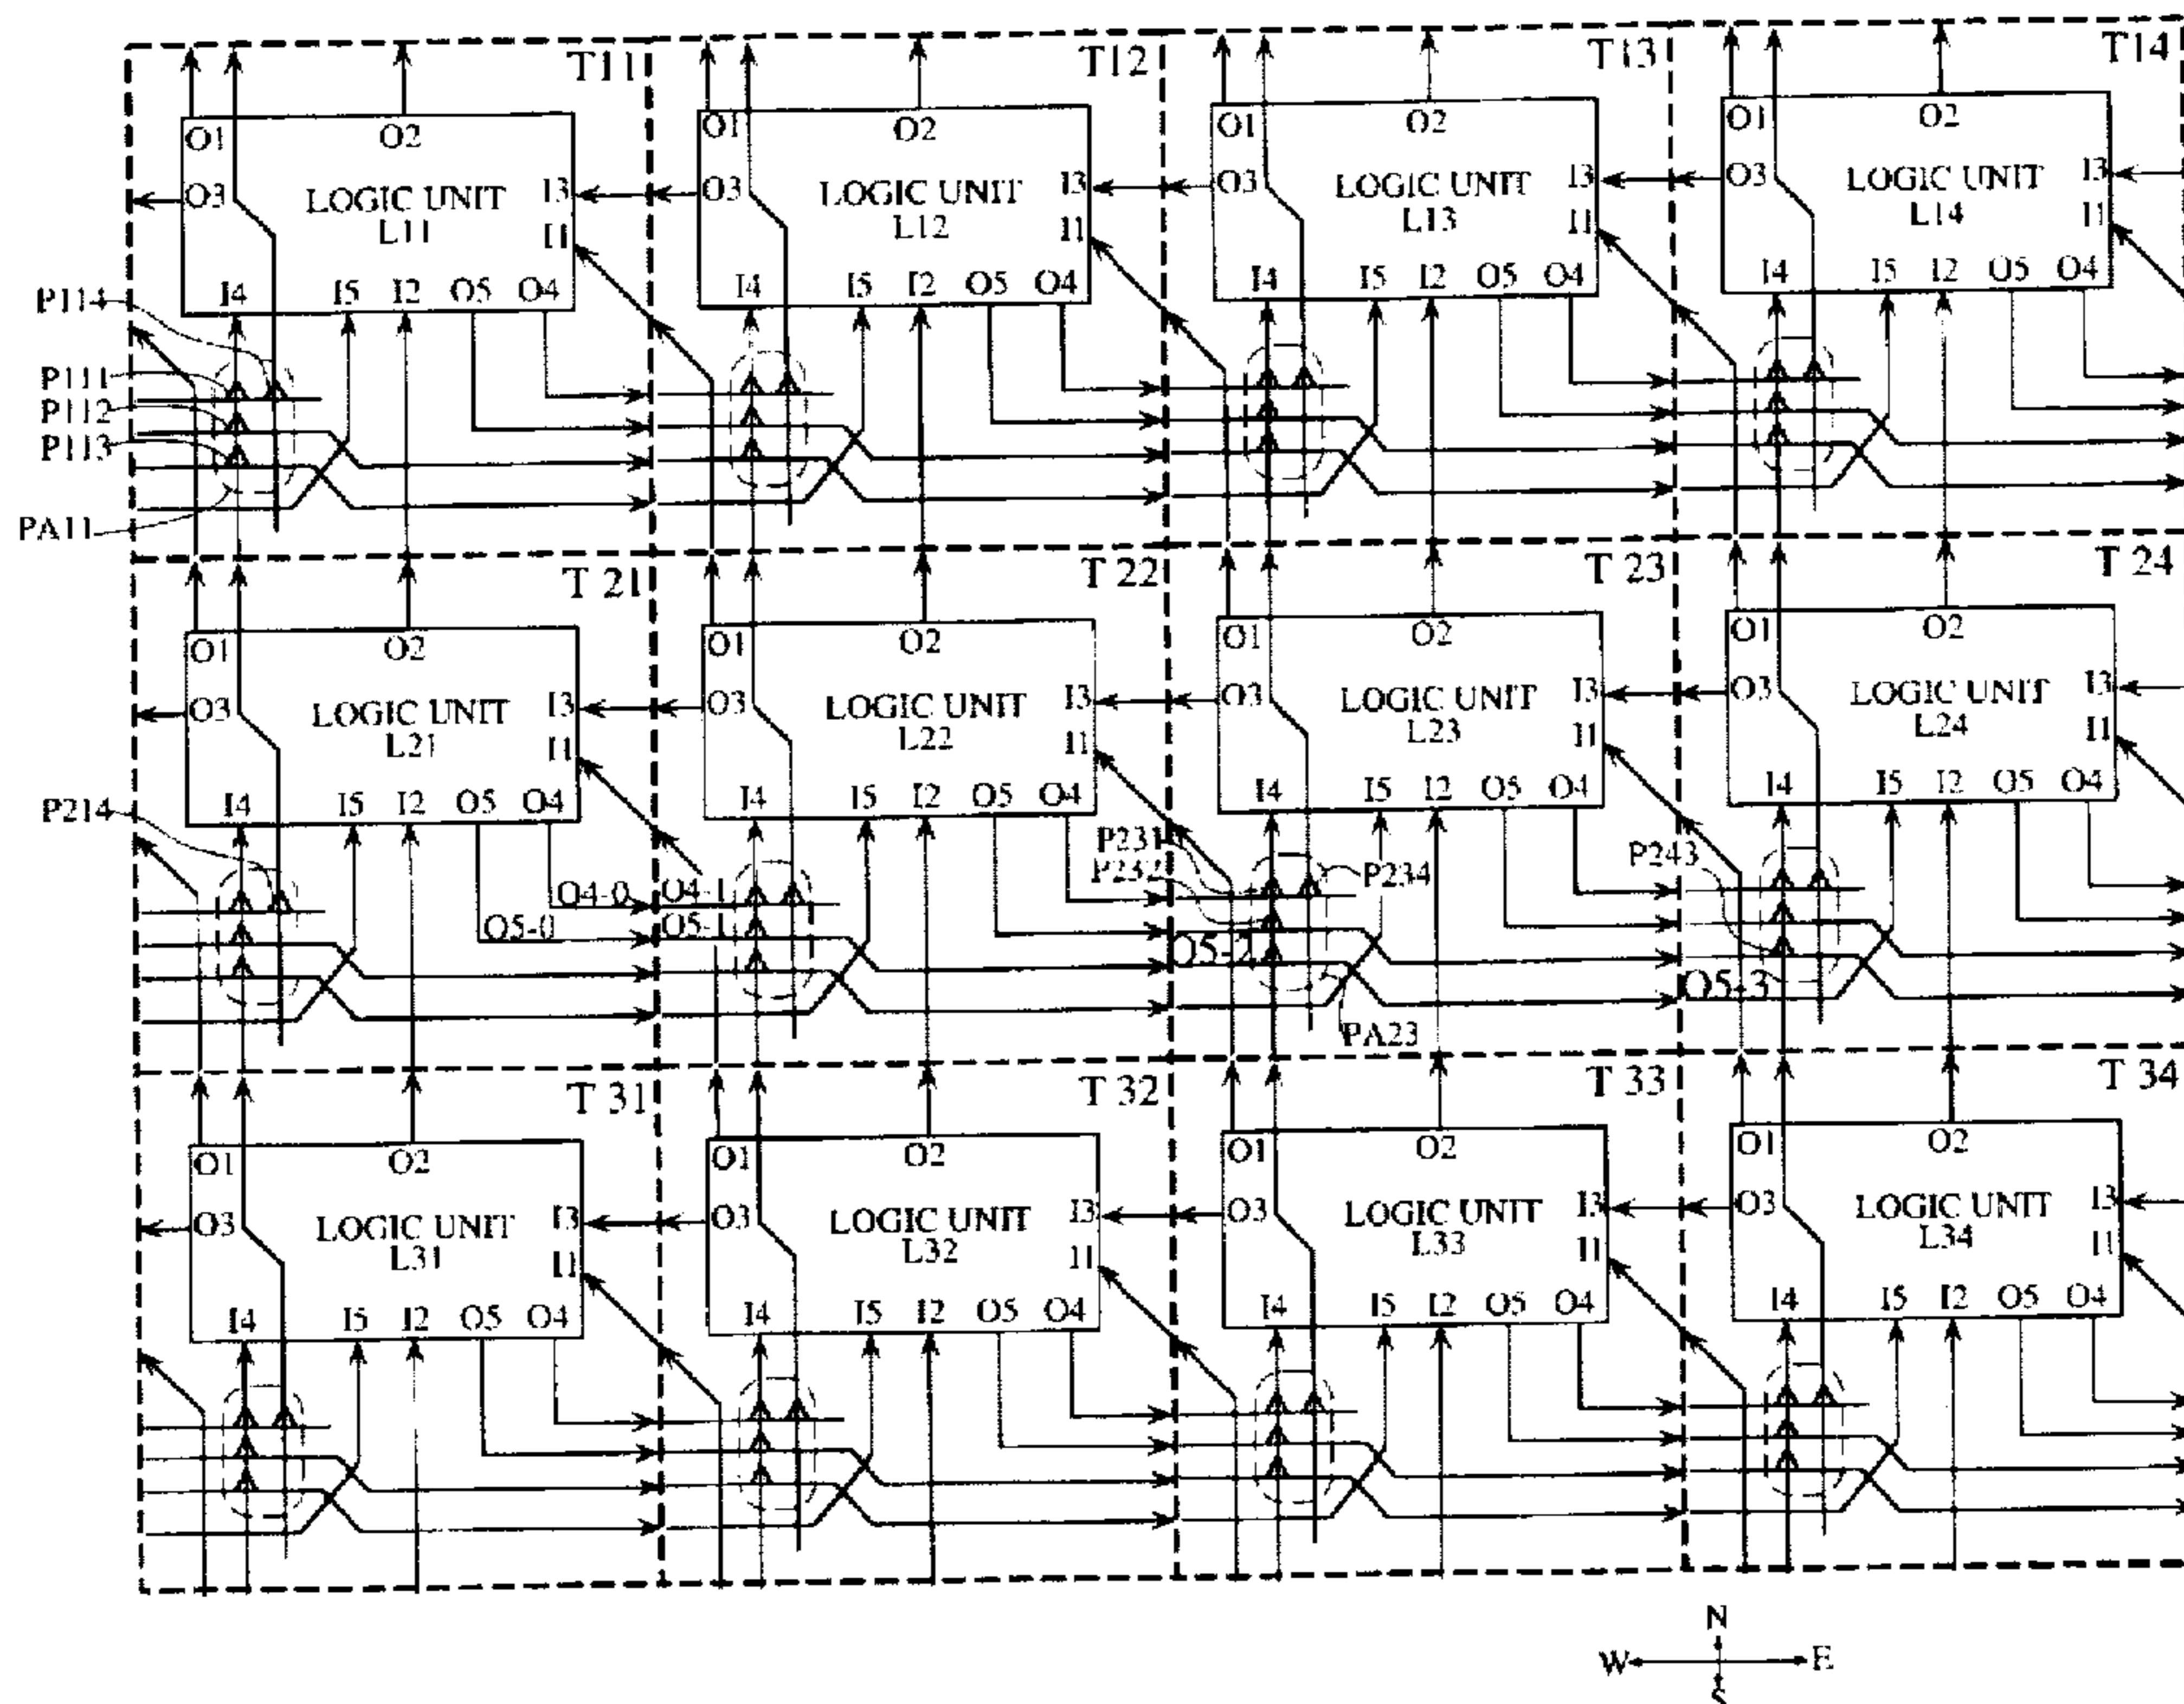 T11 T12 T13 T14
O1 O2 O1 O2 O1 O2 O1 O2
O3 LOGIC UNIT I3 O3 LOGIC UNIT I3 O3 LOGIC UNIT I3 O3 LOGIC UNIT I3
L11 I1 L12 I1 L13 I1 L14 I1
I4 I5 I2 O5 O4 I4 I5 I2 O5 O4 I4 I5 I2 O5 O4 I4 I5 I2 O5 O4
P114
P111
P112
P113
PA11
T 21 T 22 T 23 T 24
O1 O2 O1 O2 O1 O2 O1 O2
O3 LOGIC UNIT I3 O3 LOGIC UNIT I3 O3 LOGIC UNIT I3 O3 LOGIC UNIT I3
L21 I1 L22 I1 L23 I1 L24 I1
I4 I5 I2 O5 O4 I4 I5 I2 O5 O4 I4 I5 I2 O5 O4 I4 I5 I2 O5 O4
P214 P231 P243
P232 P234
O4-0 O4-1
O5-0 O5-1 O5-2 O5-3
PA23
T 31 T 32 T 33 T 34
O1 O2 O1 O2 O1 O2 O1 O2
O3 LOGIC UNIT I3 O3 LOGIC UNIT I3 O3 LOGIC UNIT I3 O3 LOGIC UNIT I3
L31 I1 L32 I1 L33 I1 L34 I1
I4 I5 I2 O5 O4 I4 I5 I2 O5 O4 I4 I5 I2 O5 O4 I4 I5 I2 O5 O4
N
W E
S